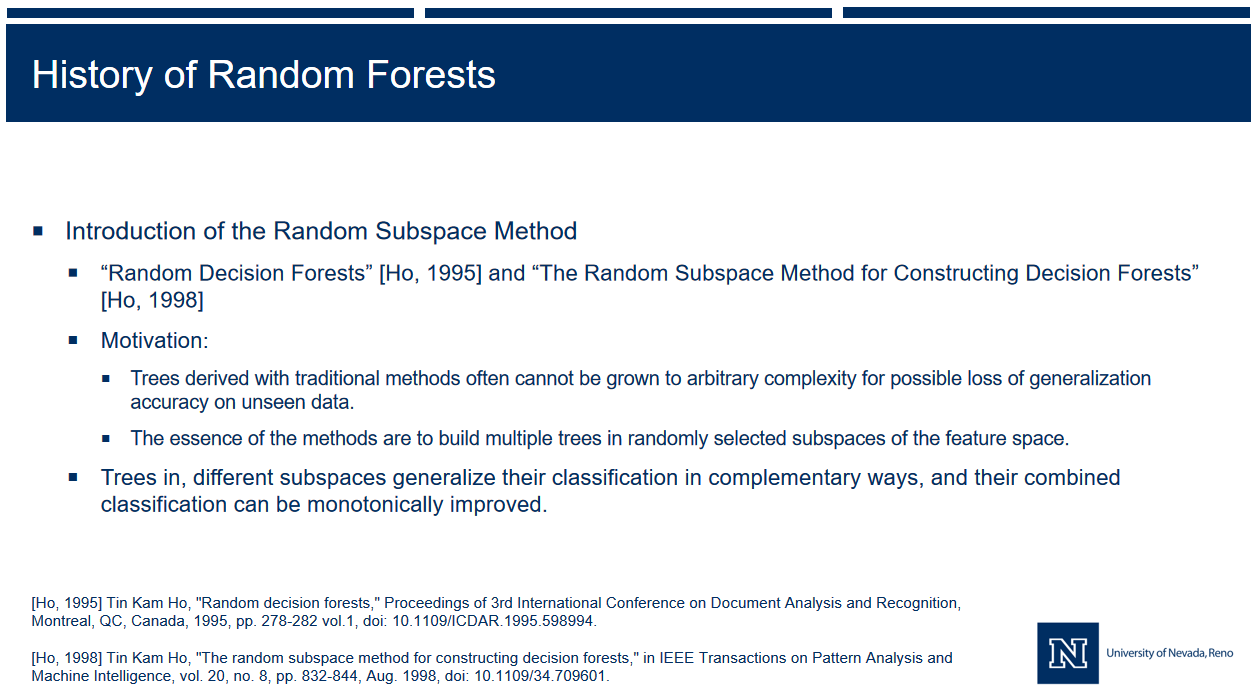 History of Random Forests
Introduction of the Random Subspace Method
“Random Decision Forests” [Ho, 1995] and “The Random Subspace Method for Constructing Decision Forests”
[Ho, 1998]
Motivation:
Trees derived with traditional methods often cannot be grown to arbitrary complexity for possible loss of generalization
accuracy on unseen data.
The essence of the methods are to build multiple trees in randomly selected subspaces of the feature space.
Trees in, different subspaces generalize their classification in complementary ways, and their combined
classification can be monotonically improved.
[Ho, 1995] Tin Kam Ho, "Random decision forests," Proceedings of 3rd International Conference on Document Analysis and Recognition,
Montreal, QC, Canada, 1995, pp. 278-282 vol.1, doi: 10.1109/ICDAR.1995.598994.
[Ho, 1998] Tin Kam Ho, "The random subspace method for constructing decision forests," in IEEE Transactions on Pattern Analysis and
Machine Intelligence, vol. 20, no. 8, pp. 832-844, Aug. 1998, doi: 10.1109/34.709601.
N
University of Nevada, Reno